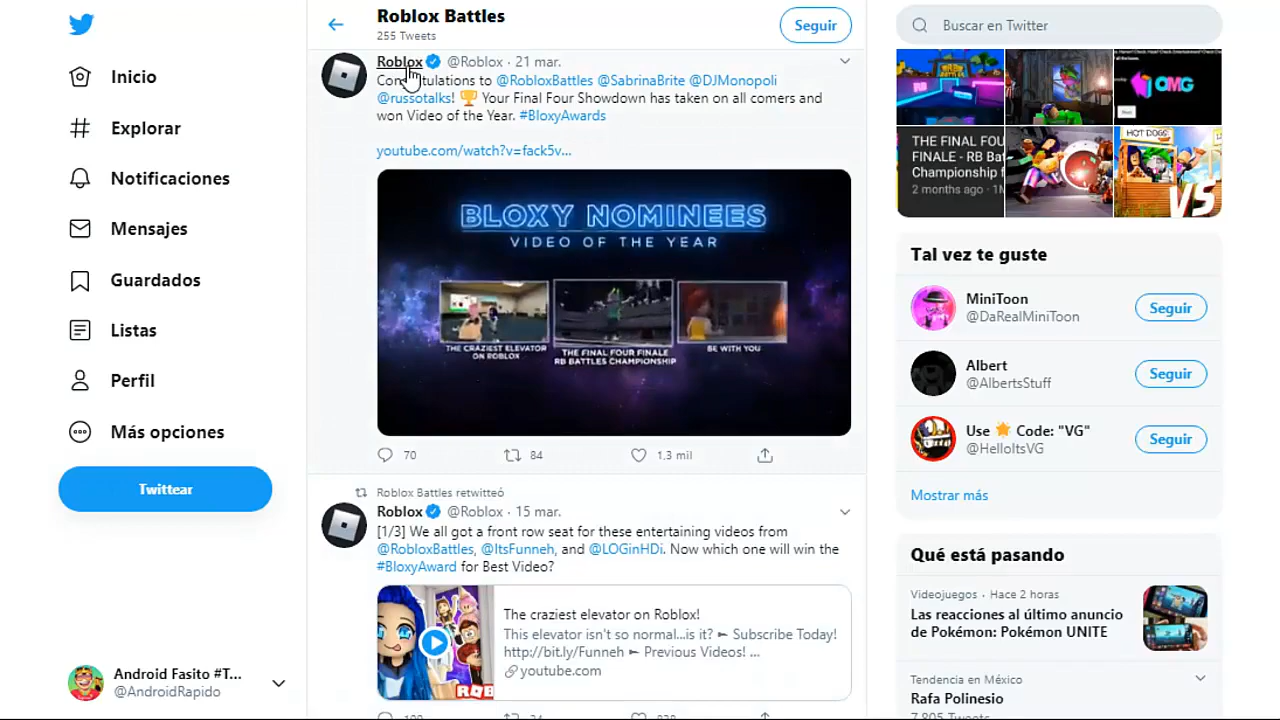 Inicio
Explorar
Notificaciones
Mensajes
Guardados
Listas
Perfil
Más opciones
Twittear
Android Fasito #T...
@AndroidRapido
Roblox Battles
255 Tweets
Seguir
Roblox @Roblox · 21 mar.
to @RobloxBattles @SabrinaBrite @DJMonopoli
@russotalks! 🏆 Your Final Four Showdown has taken on all comers and
won Video of the Year. #BloxyAwards
youtube.com/watch?v=fack5v...
BLOXY NOMINEES
VIDEO OF THE YEAR
THE CRAZIEST ELEVATOR
ON ROBLOX
THE FINAL FOUR FINALE
RB BATTLES CHAMPIONSHIP
BE WITH YOU
70 84 1,3 mil
Roblox Battles retwitteó
Roblox @Roblox · 15 mar.
[1/3] We all got a front row seat for these entertaining videos from
@RobloxBattles, @ItsFunneh, and @LOGinHDi. Now which one will win the
#BloxyAward for Best Video?
The craziest elevator on Roblox!
This elevator isn't so normal...is it? ► Subscribe Today!
http://bit.ly/Funneh ► Previous Videos! ...
youtube.com
Buscar en Twitter
OMG
THE FINAL FOU
FINALE - RB Bat
Championship f
2 months ago · 1M
HOT DOGS
VS
Tal vez te guste
MiniToon
@DaRealMiniToon
Seguir
Albert
@AlbertsStuff
Seguir
Use 🌟 Code: "VG"
@HelloItsVG
Seguir
Mostrar más
Qué está pasando
Videojuegos · Hace 2 horas
Las reacciones al último anuncio
de Pokémon: Pokémon UNITE
Tendencia en México
Rafa Polinesio
7.805 Tweets